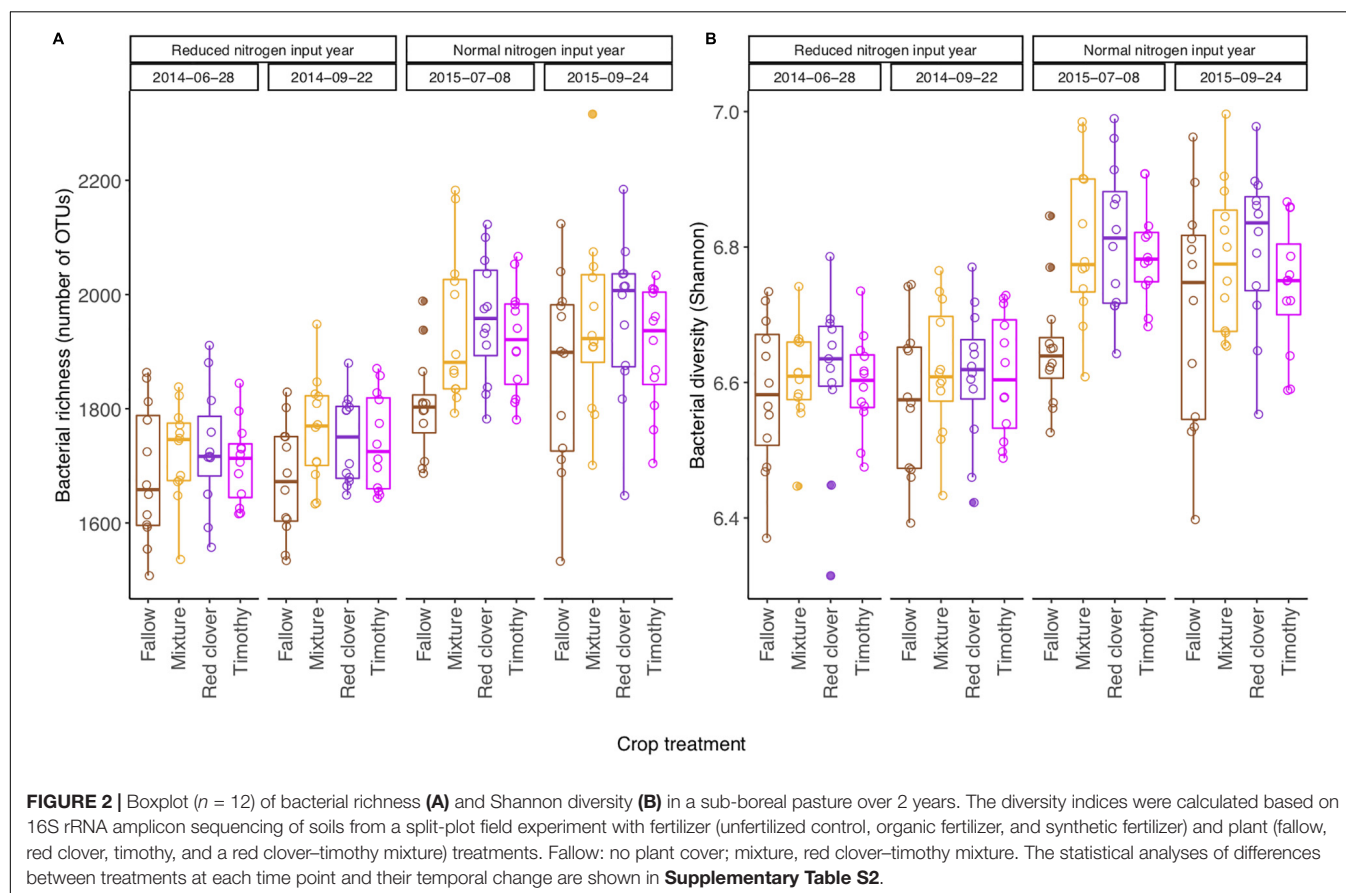 A
Reduced nitrogen input year
Normal nitrogen input year
2014–06–28
2014–09–22
2015–07–08
2015–09–24
Bacterial richness (number of OTUs)
2200
2000
1800
1600
Fallow
Mixture
Red clover
Timothy
Fallow
Mixture
Red clover
Timothy
Fallow
Mixture
Red clover
Timothy
Fallow
Mixture
Red clover
Timothy
B
Reduced nitrogen input year
Normal nitrogen input year
2014–06–28
2014–09–22
2015–07–08
2015–09–24
Bacterial diversity (Shannon)
7.0
6.8
6.6
6.4
Fallow
Mixture
Red clover
Timothy
Fallow
Mixture
Red clover
Timothy
Fallow
Mixture
Red clover
Timothy
Fallow
Mixture
Red clover
Timothy
Crop treatment
FIGURE 2 | Boxplot (n = 12) of bacterial richness (A) and Shannon diversity (B) in a sub-boreal pasture over 2 years. The diversity indices were calculated based on
16S rRNA amplicon sequencing of soils from a split-plot field experiment with fertilizer (unfertilized control, organic fertilizer, and synthetic fertilizer) and plant (fallow,
red clover, timothy, and a red clover–timothy mixture) treatments. Fallow: no plant cover; mixture, red clover–timothy mixture. The statistical analyses of differences
between treatments at each time point and their temporal change are shown in Supplementary Table S2.